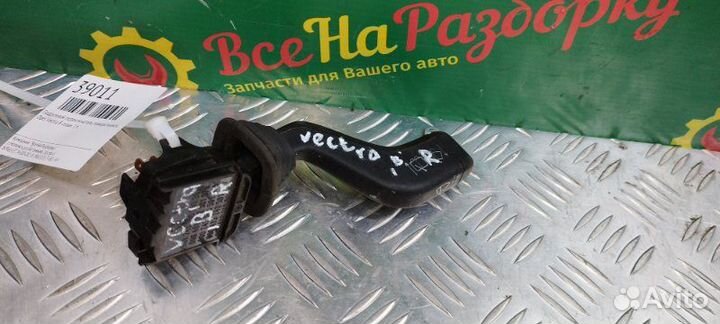 ВсеНаРазборку
Запчасти для Вашего авто
39011
vectra
"B" R
vectra
B R
Avito